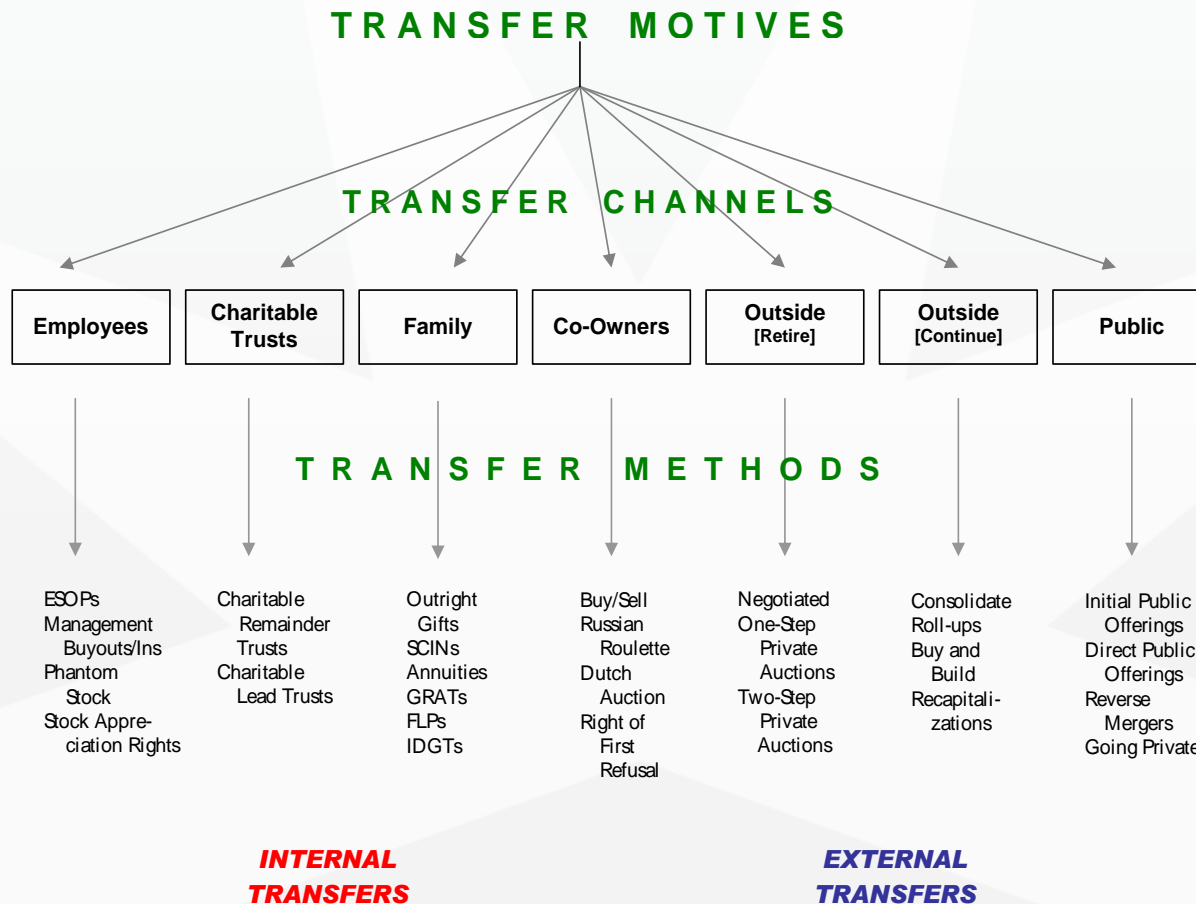 TRANSFER MOTIVES
TRANSFER CHANNELS
Employees
Charitable
Trusts
Family
Co-Owners
Outside
[Retire]
Outside
[Continue]
Public
TRANSFER METHODS
ESOPs
Management
Buyouts/Ins
Phantom
Stock
Stock Appre-
ciation Rights
Charitable
Remainder
Trusts
Charitable
Lead Trusts
Outright
Gifts
SCINs
Annuities
GRATs
FLPs
IDGTs
Buy/Sell
Russian
Roulette
Dutch
Auction
Right of
First
Refusal
Negotiated
One-Step
Private
Auctions
Two-Step
Private
Auctions
Consolidate
Roll-ups
Buy and
Build
Recapitali-
zations
Initial Public
Offerings
Direct Public
Offerings
Reverse
Mergers
Going Private
INTERNAL
TRANSFERS
EXTERNAL
TRANSFERS